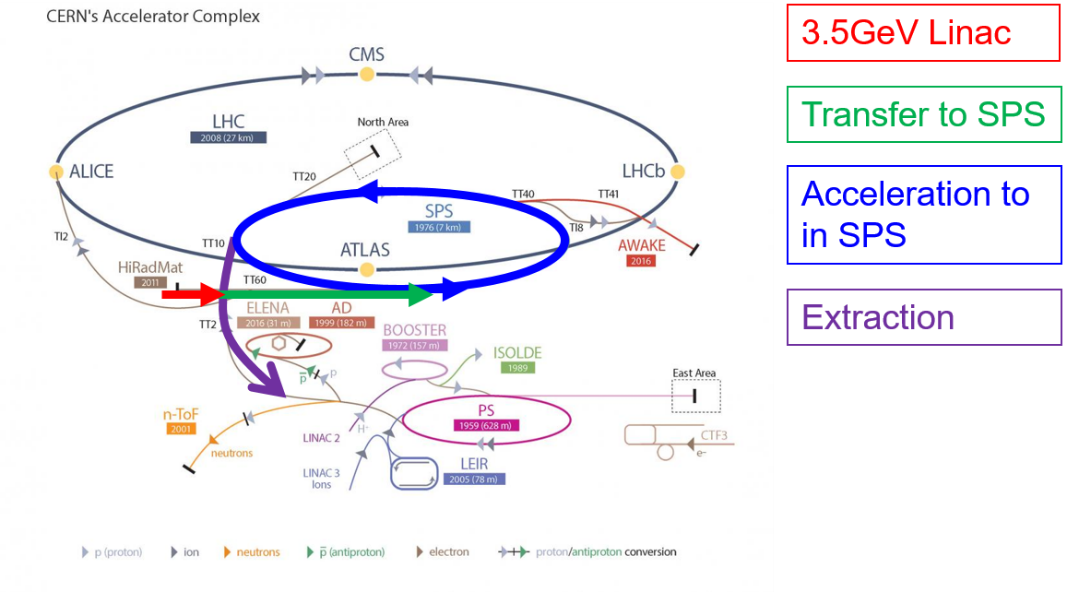 CERN's Accelerator Complex
3.5GeV Linac
Transfer to SPS
Acceleration to
in SPS
Extraction
CMS
LHC
2008 (27 km)
North Area
ALICE
LHCb
TT20
TT40
TT41
SPS
1976 (7 km)
TI8
TI2
TT10
ATLAS
AWAKE
2016
HiRadMat
2011
TT60
ELENA
2016 (31 m)
AD
1999 (182 m)
TT2
BOOSTER
1972 (157 m)
ISOLDE
1989
p̅
p
East Area
n-ToF
2001
PS
1959 (628 m)
H-
LINAC 2
neutrons
CTF3
e-
LINAC 3
Ions
LEIR
2005 (78 m)
p (proton)
ion
neutrons
p̅ (antiproton)
electron
proton/antiproton conversion